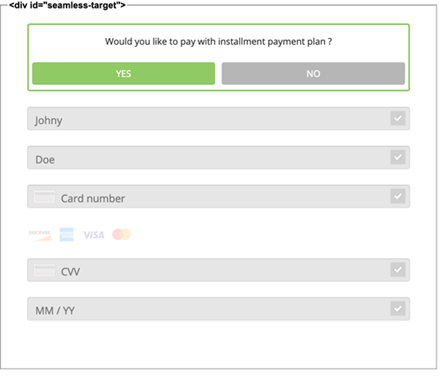 <div id="seamless-target">
Would you like to pay with installment payment plan ?
YES NO
Johny
Doe
Card number
DISCOVER VISA
CVV
MM / YY